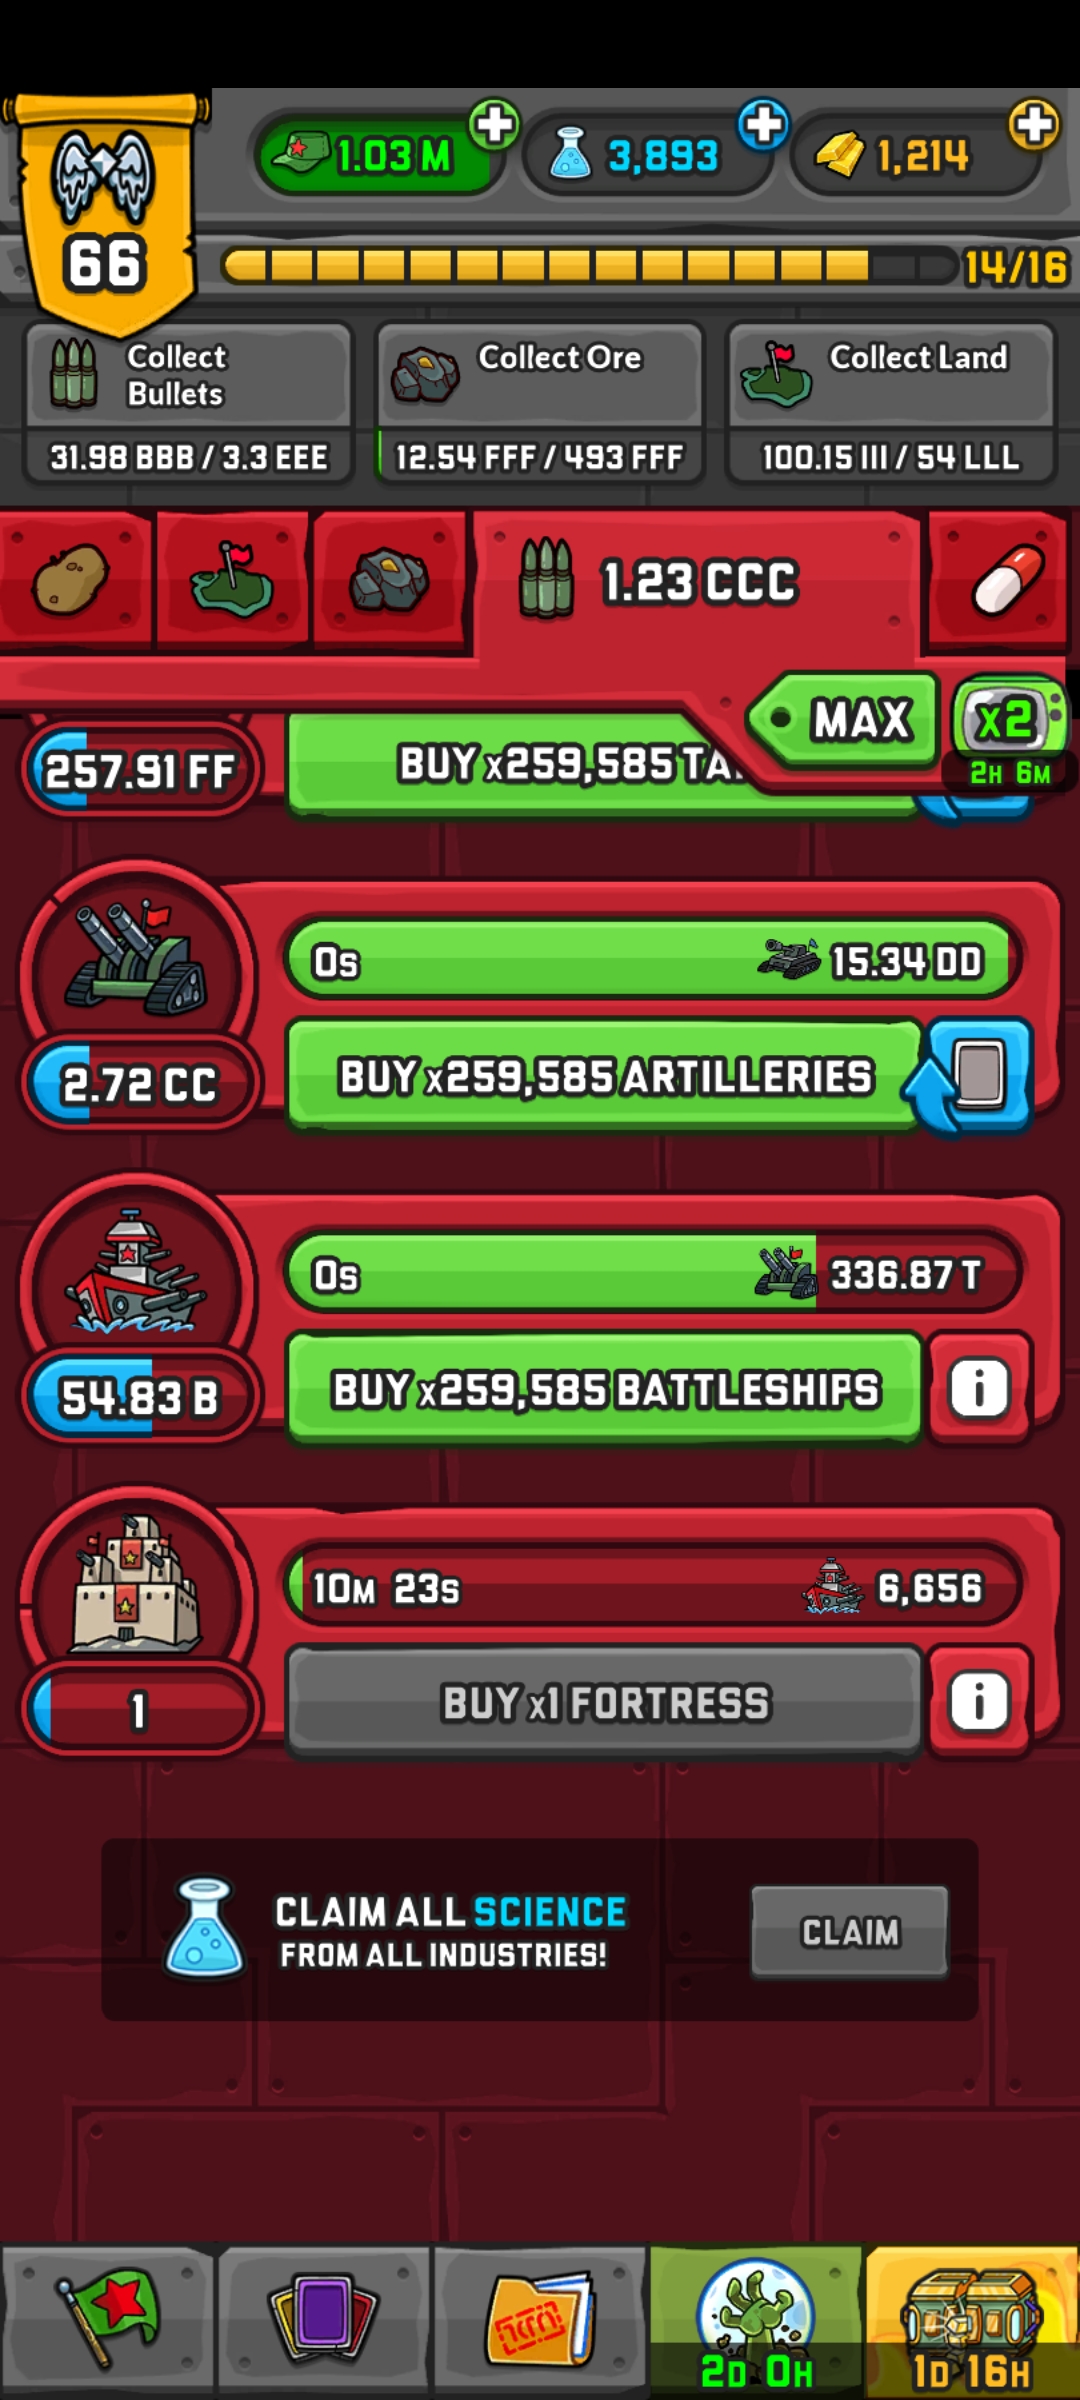 1.03 M
3,893
1,214
66
14/16
Collect
Bullets
31.98 BBB / 3.3 EEE
Collect Ore
12.54 FFF / 493 FFF
Collect Land
100.15 III / 54 LLL
1.23 CCC
MAX
x2
2H 6M
257.91 FF
BUY x259,585 TA
0s
15.34 DD
2.72 CC
BUY x259,585 ARTILLERIES
0s
336.87 T
54.83 B
BUY x259,585 BATTLESHIPS
i
10M 23s
6,656
1
BUY x1 FORTRESS
i
CLAIM ALL SCIENCE
FROM ALL INDUSTRIES!
CLAIM
2D 0H
1D 16H